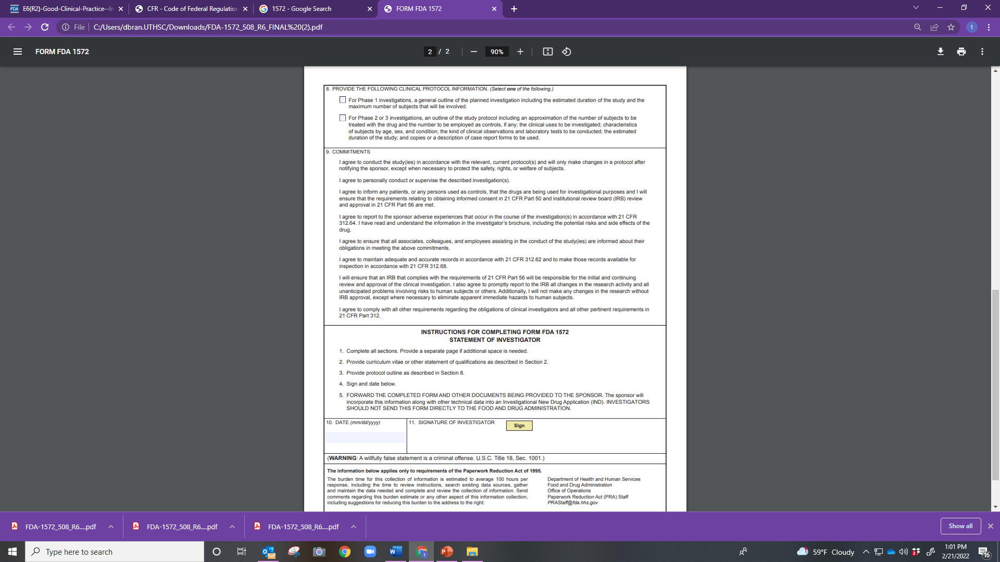 E6(R2)-Good-Clinical-Practice--In
CFR - Code of Federal Regulation
1572 - Google Search
FORM FDA 1572
File
C:/Users/dbran.UTHSC/Downloads/FDA-1572_508_R6_FINAL%20(2).pdf
t
FORM FDA 1572
2 / 2
90%
8. PROVIDE THE FOLLOWING CLINICAL PROTOCOL INFORMATION. (Select one of the following.)
For Phase 1 investigations, a general outline of the planned investigation including the estimated duration of the study and the
maximum number of subjects that will be involved.
For Phase 2 or 3 investigations, an outline of the study protocol including an approximation of the number of subjects to be
treated with the drug and the number to be employed as controls, if any; the clinical uses to be investigated; characteristics
of subjects by age, sex, and condition; the kind of clinical observations and laboratory tests to be conducted; the estimated
duration of the study; and copies or a description of case report forms to be used.
9. COMMITMENTS
I agree to conduct the study(ies) in accordance with the relevant, current protocol(s) and will only make changes in a protocol after
notifying the sponsor, except when necessary to protect the safety, rights, or welfare of subjects.
I agree to personally conduct or supervise the described investigation(s).
I agree to inform any patients, or any persons used as controls, that the drugs are being used for investigational purposes and I will
ensure that the requirements relating to obtaining informed consent in 21 CFR Part 50 and institutional review board (IRB) review
and approval in 21 CFR Part 56 are met.
I agree to report to the sponsor adverse experiences that occur in the course of the investigation(s) in accordance with 21 CFR
312.64. I have read and understand the information in the investigator's brochure, including the potential risks and side effects of the
drug.
I agree to ensure that all associates, colleagues, and employees assisting in the conduct of the study(ies) are informed about their
obligations in meeting the above commitments.
I agree to maintain adequate and accurate records in accordance with 21 CFR 312.62 and to make those records available for
inspection in accordance with 21 CFR 312.68.
I will ensure that an IRB that complies with the requirements of 21 CFR Part 56 will be responsible for the initial and continuing
review and approval of the clinical investigation. I also agree to promptly report to the IRB all changes in the research activity and all
unanticipated problems involving risks to human subjects or others. Additionally, I will not make any changes in the research without
IRB approval, except where necessary to eliminate apparent immediate hazards to human subjects.
I agree to comply with all other requirements regarding the obligations of clinical investigators and all other pertinent requirements in
21 CFR Part 312.
INSTRUCTIONS FOR COMPLETING FORM FDA 1572
STATEMENT OF INVESTIGATOR
1. Complete all sections. Provide a separate page if additional space is needed.
2. Provide curriculum vitae or other statement of qualifications as described in Section 2.
3. Provide protocol outline as described in Section 8.
4. Sign and date below.
5. FORWARD THE COMPLETED FORM AND OTHER DOCUMENTS BEING PROVIDED TO THE SPONSOR. The sponsor will
incorporate this information along with other technical data into an Investigational New Drug Application (IND). INVESTIGATORS
SHOULD NOT SEND THIS FORM DIRECTLY TO THE FOOD AND DRUG ADMINISTRATION.
10. DATE (mm/dd/yyyy)
11. SIGNATURE OF INVESTIGATOR
Sign
(WARNING: A willfully false statement is a criminal offense. U.S.C. Title 18, Sec. 1001.)
The information below applies only to requirements of the Paperwork Reduction Act of 1995.
The burden time for this collection of information is estimated to average 100 hours per
response, including the time to review instructions, search existing data sources, gather
and maintain the data needed and complete and review the collection of information. Send
comments regarding this burden estimate or any other aspect of this information collection,
including suggestions for reducing this burden to the address to the right:
Department of Health and Human Services
Food and Drug Administration
Office of Operations
Paperwork Reduction Act (PRA) Staff
PRAStaff@fda.hhs.gov
FDA-1572_508_R6....pdf
FDA-1572_508_R6....pdf
FDA-1572_508_R6....pdf
Show all
Type here to search
59°F Cloudy
1:01 PM
2/21/2022
16